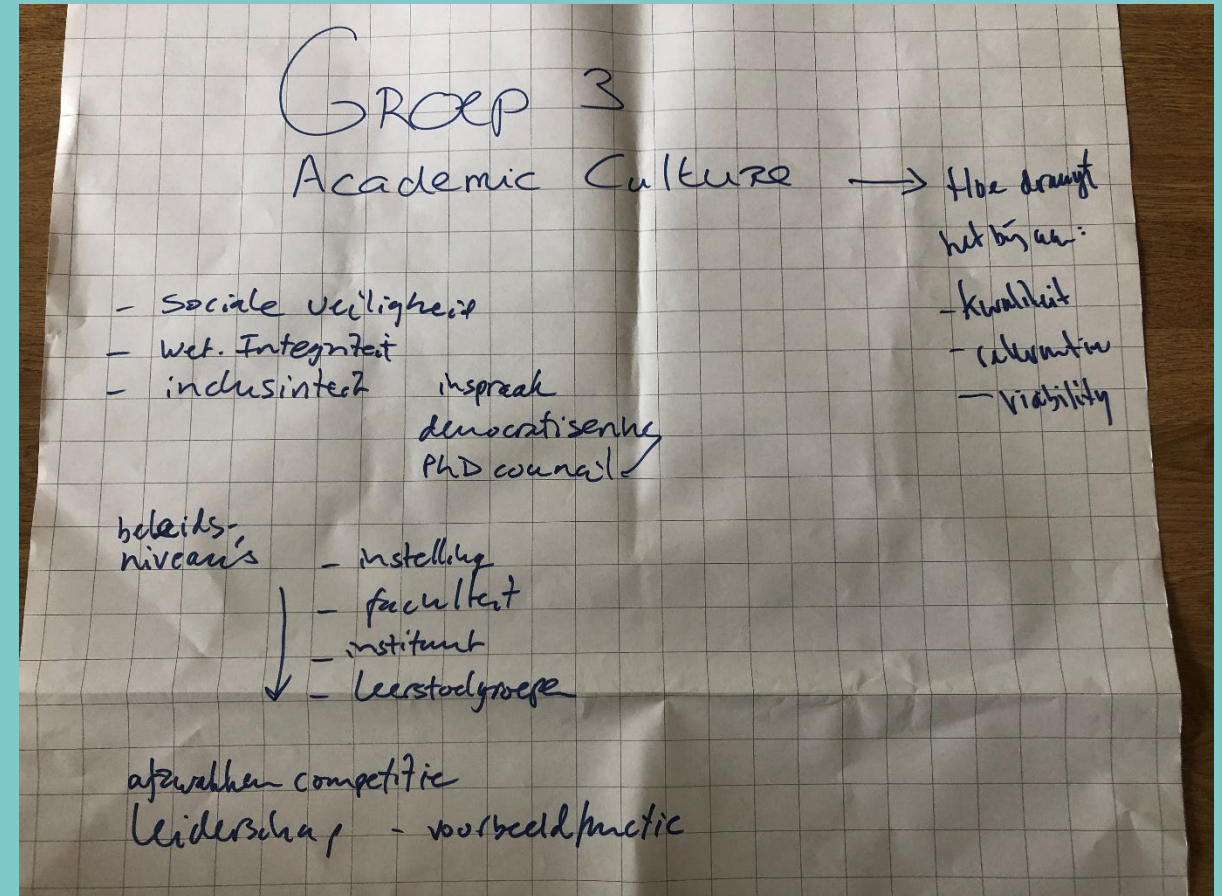 GROEP 3
Academic Culture → Hoe draagt
het bij aan:
- kwaliteit
- relevantie
- viability
- Sociale veiligheid
- wet. Integriteit
- inclusiviteit inspraak
democratisering
PhD council
beleids-
niveau's
- instelling
- faculteit
- instituut
- leerstoelgroepen
afzwakken competitie
leiderschap - voorbeeldfunctie